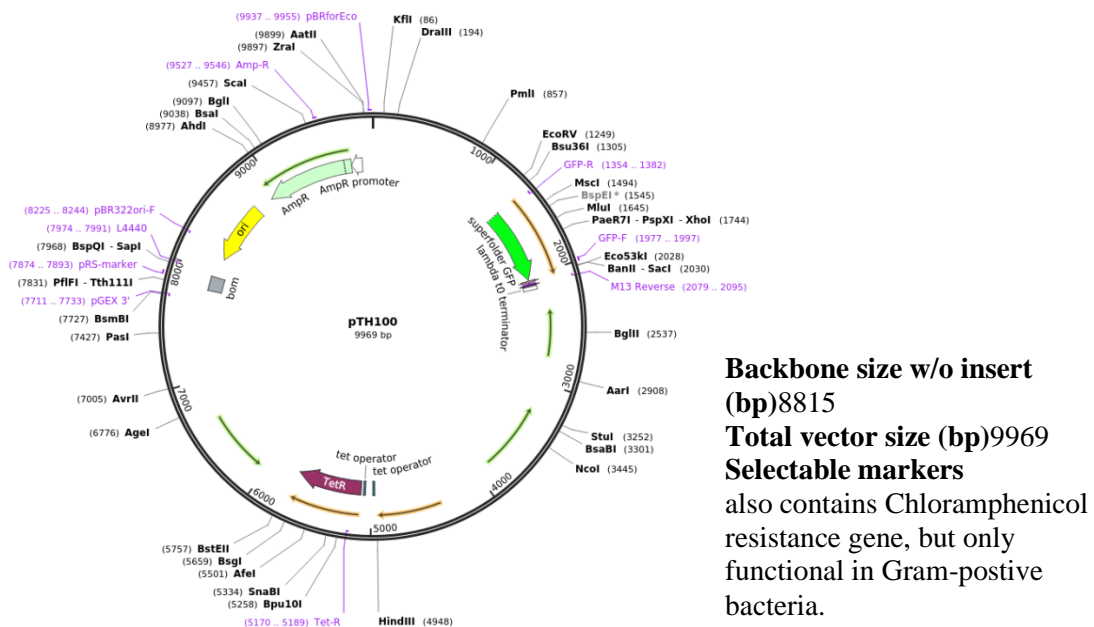 (9937 .. 9955) pBRforEco
(9899) AatII
(9897) ZraI
(9527 .. 9546) Amp-R
(9457) ScaI
(9097) BglI
(9038) BsaI
(8977) AhdI
KflI (86)
DraIII (194)
PmlI (857)
EcoRV (1249)
Bsu36I (1305)
GFP-R (1354 .. 1382)
MscI (1494)
BspEI * (1545)
MluI (1645)
PaeR7I - PspXI - XhoI (1744)
GFP-F (1977 .. 1997)
Eco53kI (2028)
BanII - SacI (2030)
M13 Reverse (2079 .. 2095)
BglII (2537)
AarI (2908)
StuI (3252)
BsaBI (3301)
NcoI (3445)
HindIII (4948)
(5170 .. 5189) Tet-R
(5258) Bpu10I
(5334) SnaBI
(5501) AfeI
(5659) BsgI
(5757) BstEII
(6776) AgeI
(7005) AvrII
(7427) PasI
(7727) BsmBI
(7711 .. 7733) pGEX 3'
(7831) PflFI - Tth111I
(7874 .. 7893) pRS-marker
(7968) BspQI - SapI
(7974 .. 7991) L4440
(8225 .. 8244) pBR322ori-F
1000
2000
3000
4000
5000
6000
7000
8000
9000
AmpR promoter
AmpR
ori
bom
superfolder GFP
lambda t0 terminator
tet operator
tet operator
TetR
pTH100
9969 bp
Backbone size w/o insert
(bp)8815
Total vector size (bp)9969
Selectable markers
also contains Chloramphenicol
resistance gene, but only
functional in Gram-postive
bacteria.